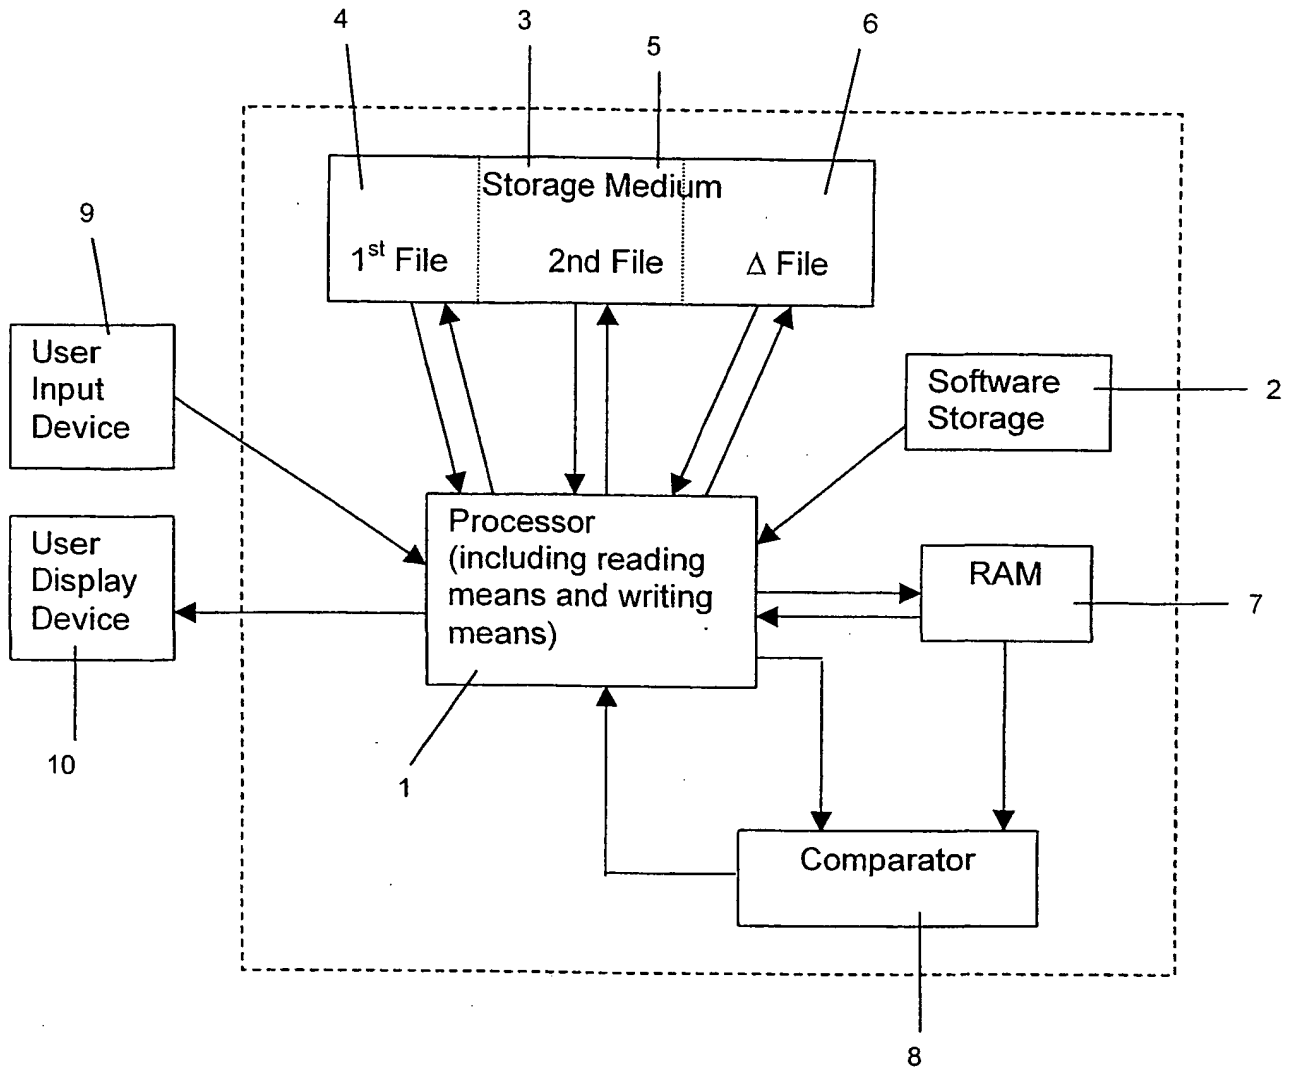 4
3
5
6
Storage Medium
1st File
2nd File
Δ File
9
User
Input
Device
Software
Storage
2
User
Display
Device
10
Processor
(including reading
means and writing
means)
1
RAM
7
Comparator
8